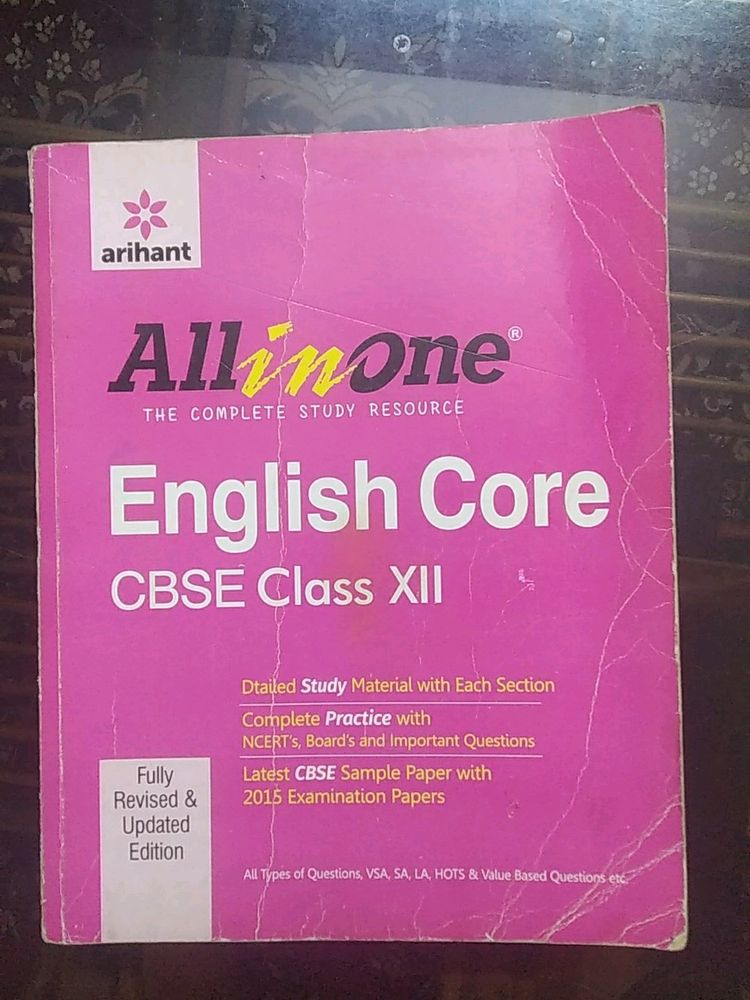 arihant
All in one®
THE COMPLETE STUDY RESOURCE
English Core
CBSE Class XII
Dtailed Study Material with Each Section
Complete Practice with
NCERT's, Board's and Important Questions
Latest CBSE Sample Paper with
2015 Examination Papers
Fully
Revised &
Updated
Edition
All Types of Questions, VSA, SA, LA, HOTS & Value Based Questions etc.